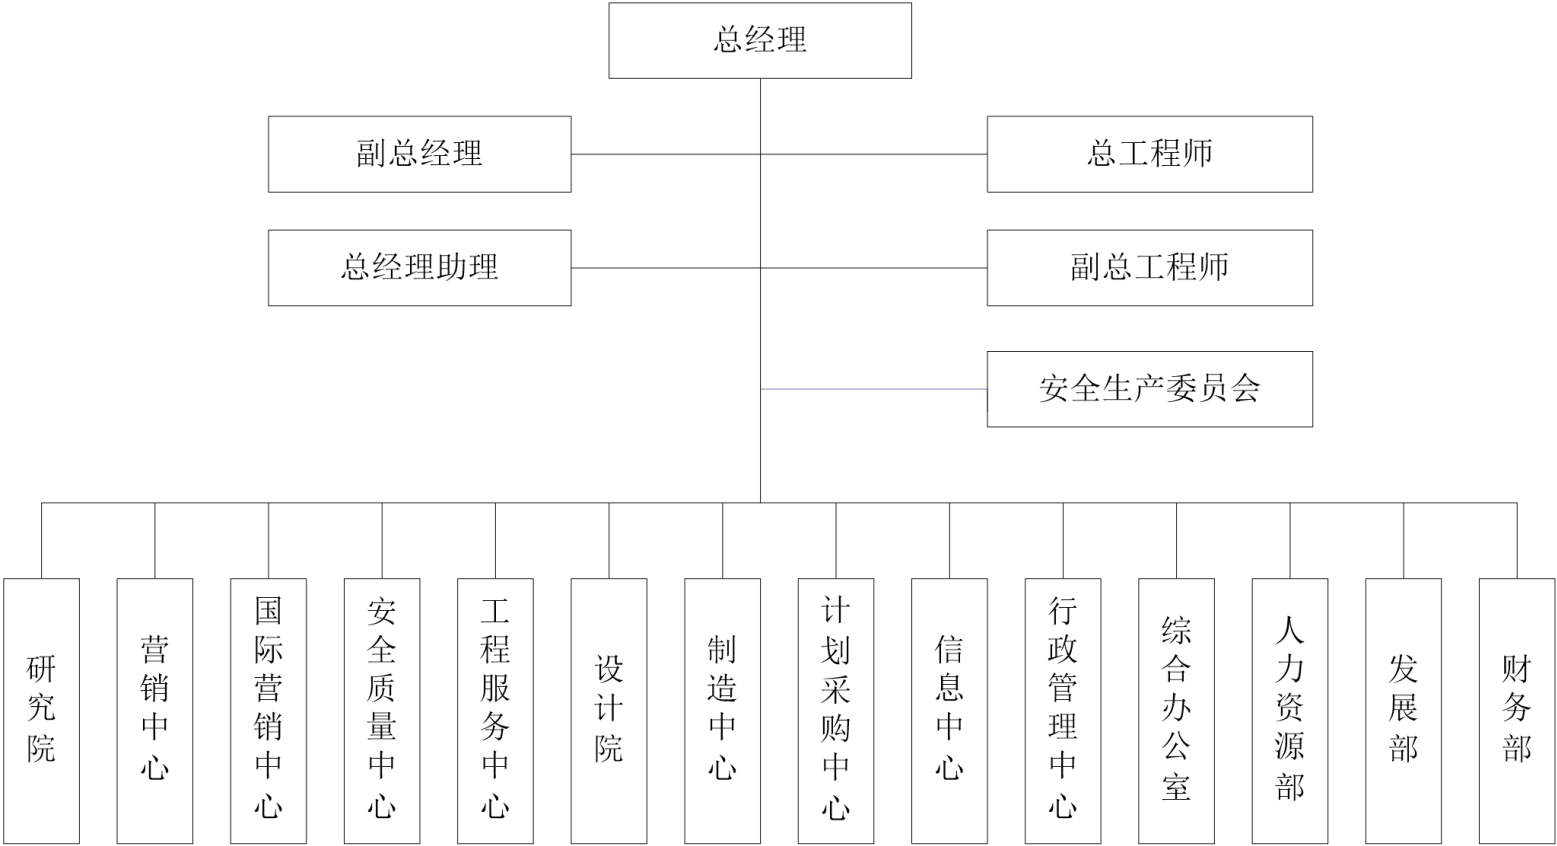 总经理
副总经理
总工程师
总经理助理
副总工程师
安全生产委员会
研究院
营销中心
国际营销中心
安全质量中心
工程服务中心
设计院
制造中心
计划采购中心
信息中心
行政管理中心
综合办公室
人力资源部
发展部
财务部